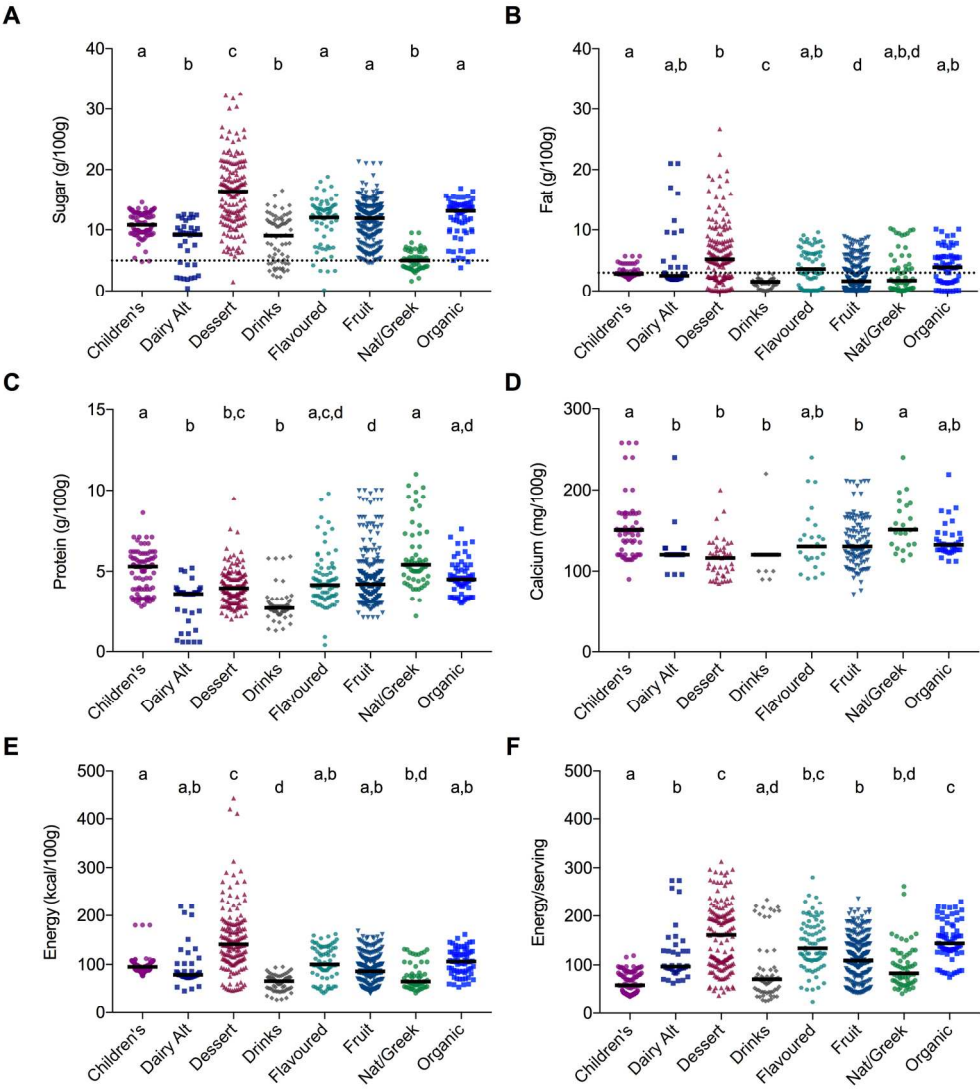 A
Sugar (g/100g)
40
30
20
10
0
a b c b a a b a
Children's Dairy Alt Dessert Drinks Flavoured Fruit Nat/Greek Organic
B
Fat (g/100g)
40
30
20
10
0
a a,b b c a,b d a,b,d a,b
Children's Dairy Alt Dessert Drinks Flavoured Fruit Nat/Greek Organic
C
Protein (g/100g)
15
10
5
0
a b b,c b a,c,d d a a,d
Children's Dairy Alt Dessert Drinks Flavoured Fruit Nat/Greek Organic
D
Calcium (mg/100g)
300
200
100
0
a b b b a,b b a a,b
Children's Dairy Alt Dessert Drinks Flavoured Fruit Nat/Greek Organic
E
Energy (kcal/100g)
500
400
300
200
100
0
a a,b c d a,b a,b b,d a,b
Children's Dairy Alt Dessert Drinks Flavoured Fruit Nat/Greek Organic
F
Energy/serving
500
400
300
200
100
0
a b c a,d b,c b b,d c
Children's Dairy Alt Dessert Drinks Flavoured Fruit Nat/Greek Organic